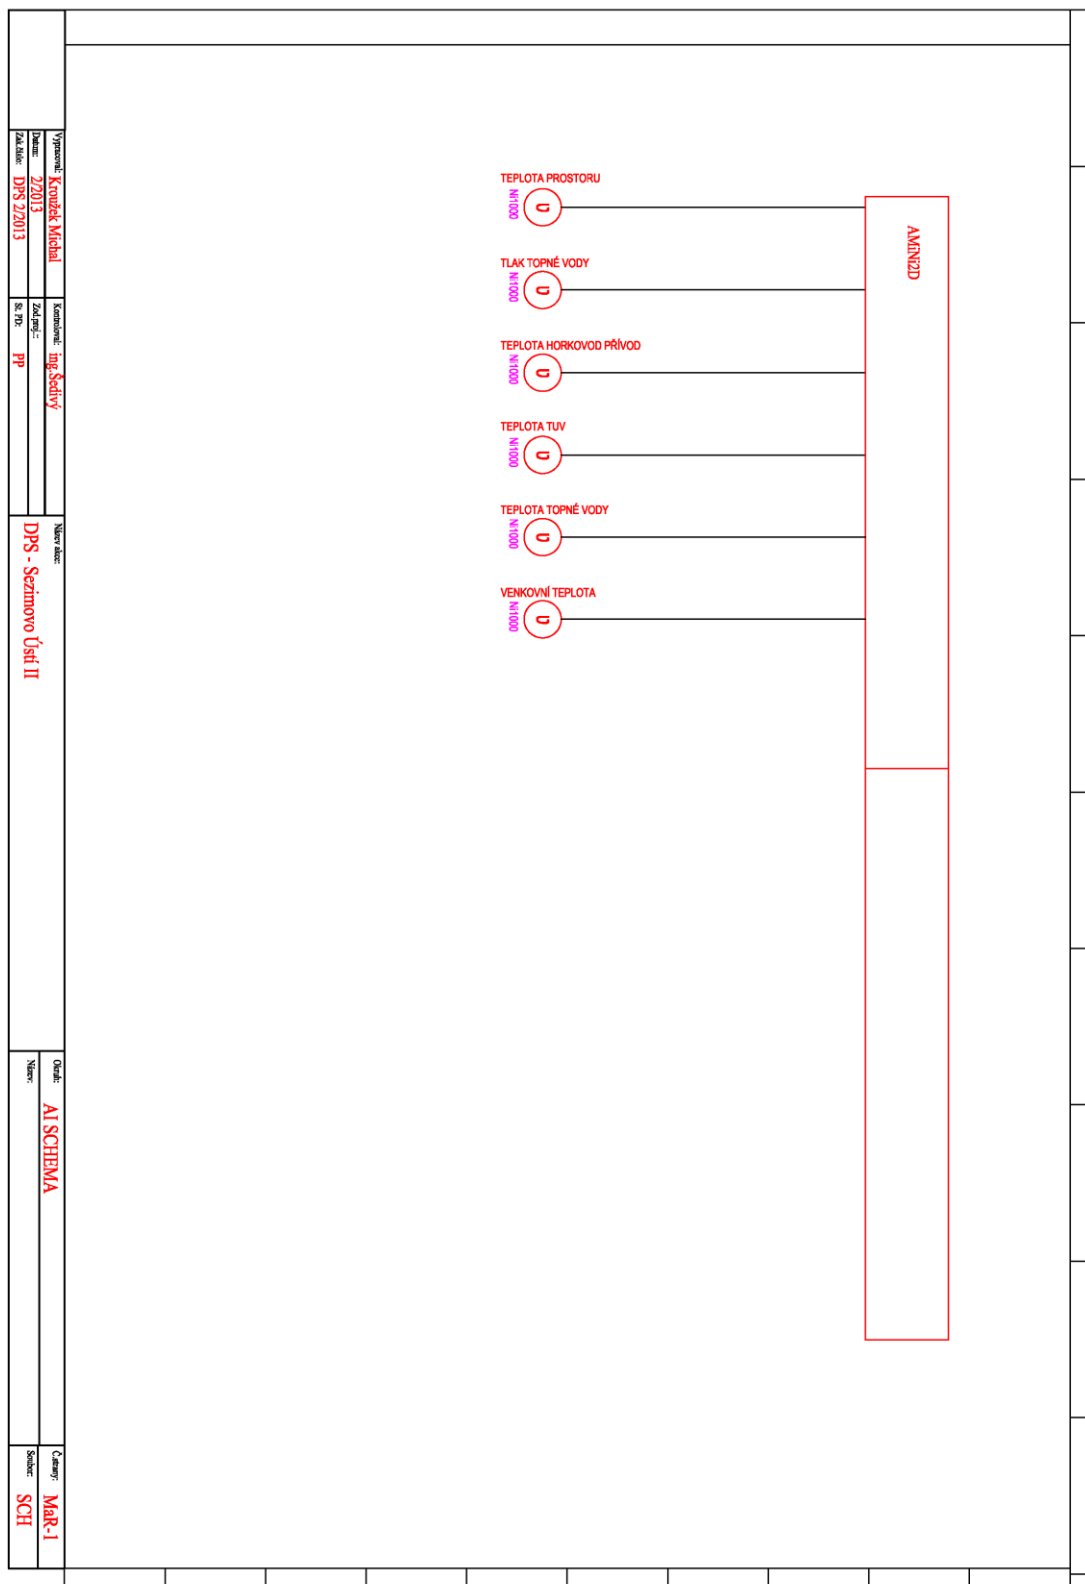 TEPLOTA PROSTORU
Ni1000
TLAK TOPNÉ VODY
Ni1000
TEPLOTA HORKOVOD PŘÍVOD
Ni1000
TEPLOTA TUV
Ni1000
TEPLOTA TOPNÉ VODY
Ni1000
VENKOVNÍ TEPLOTA
Ni1000
AMiNi2D
Vypracoval: Kroužek Michal
Datum: 2/2013
Zak.číslo: DPS 2/2013
Kontroloval: ing.Šedivý
Zod.proj.:
St. PD: PP
Název akce:
DPS - Sezimovo Ústí II
Obsah: AI SCHEMA
Název:
Č.strany: MaR-1
Soubor: SCH